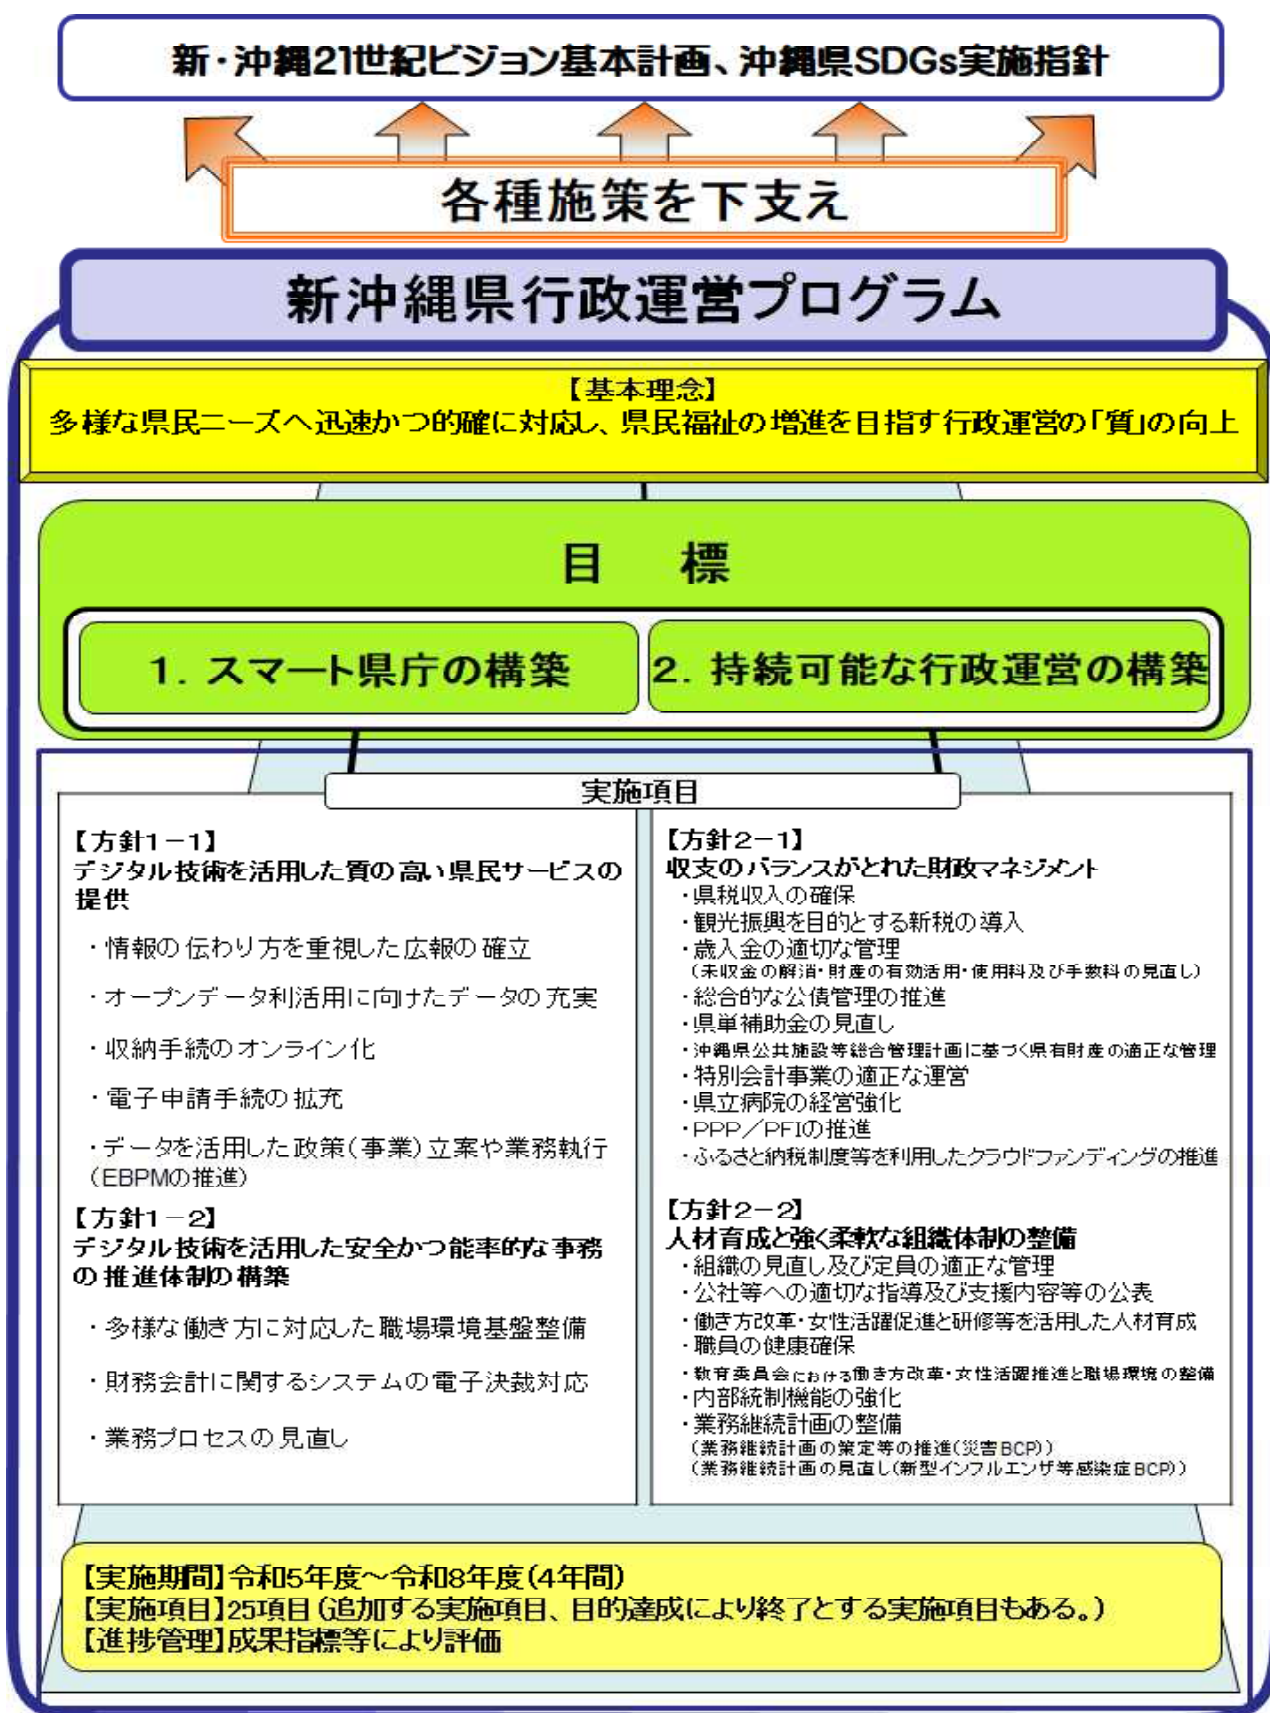 新・沖縄21世紀ビジョン基本計画、沖縄県SDGs実施指針
各種施策を下支え
新沖縄県行政運営プログラム
【基本理念】
多様な県民ニーズへ迅速かつ的確に対応し、県民福祉の増進を目指す行政運営の「質」の向上
目　標
1. スマート県庁の構築
2. 持続可能な行政運営の構築
実施項目
【方針1－1】
デジタル技術を活用した質の高い県民サービスの
提供
・情報の伝わり方を重視した広報の確立
・オープンデータ利活用に向けたデータの充実
・収納手続のオンライン化
・電子申請手続の拡充
・データを活用した政策(事業)立案や業務執行
(EBPMの推進)
【方針1－2】
デジタル技術を活用した安全かつ能率的な事務
の推進体制の構築
・多様な働き方に対応した職場環境基盤整備
・財務会計に関するシステムの電子決裁対応
・業務プロセスの見直し
【方針2－1】
収支のバランスがとれた財政マネジメント
・県税収入の確保
・観光振興を目的とする新税の導入
・歳入金の適切な管理
(未収金の解消・財産の有効活用・使用料及び手数料の見直し)
・総合的な公債管理の推進
・県単補助金の見直し
・沖縄県公共施設等総合管理計画に基づく県有財産の適正な管理
・特別会計事業の適正な運営
・県立病院の経営強化
・PPP／PFIの推進
・ふるさと納税制度等を利用したクラウドファンディングの推進
【方針2－2】
人材育成と強く柔軟な組織体制の整備
・組織の見直し及び定員の適正な管理
・公社等への適切な指導及び支援内容等の公表
・働き方改革・女性活躍促進と研修等を活用した人材育成
・職員の健康確保
・教育委員会における働き方改革・女性活躍推進と職場環境の整備
・内部統制機能の強化
・業務継続計画の整備
(業務継続計画の策定等の推進(災害BCP))
(業務継続計画の見直し(新型インフルエンザ等感染症BCP))
【実施期間】令和5年度～令和8年度(4年間)
【実施項目】25項目(追加する実施項目、目的達成により終了とする実施項目もある。)
【進捗管理】成果指標等により評価